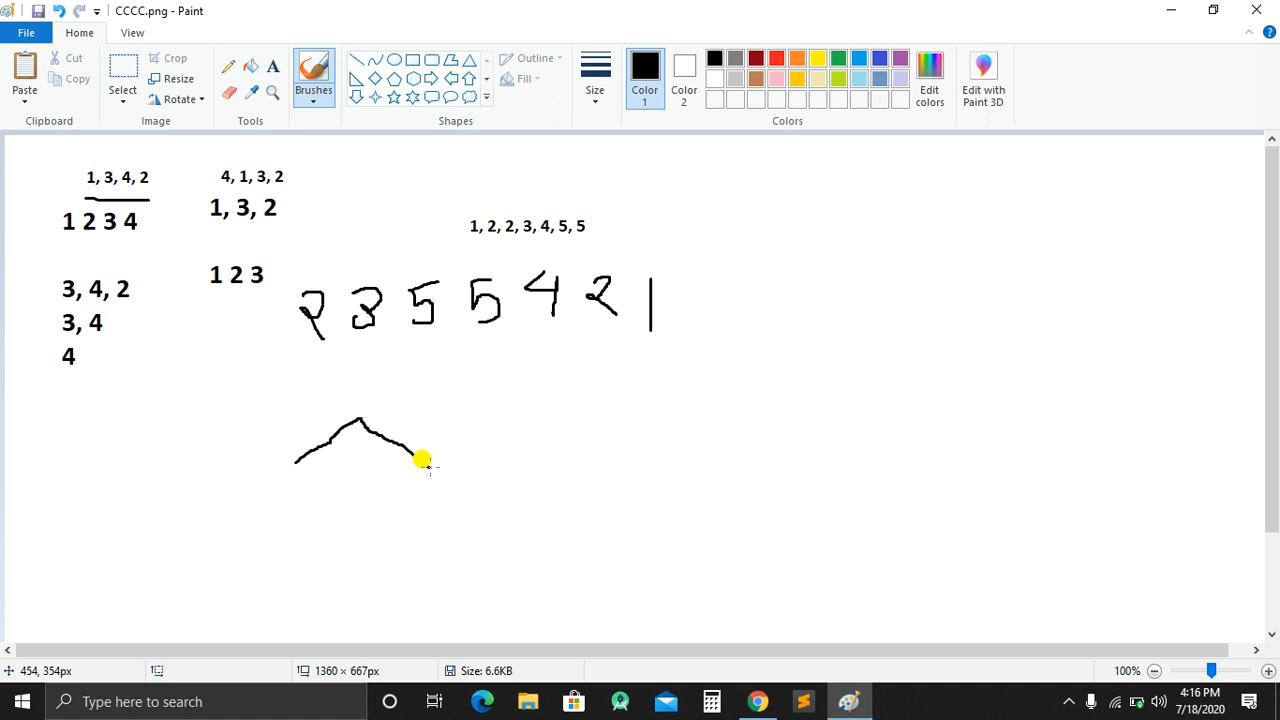 CCCC.png - Paint
File
Home
View
Paste
Cut
Copy
Clipboard
Select
Crop
Resize
Rotate
Image
A
Tools
Brushes
Outline
Fill
Shapes
Size
Color 1
Color 2
Edit colors
Edit with Paint 3D
Colors
1, 3, 4, 2
1 2 3 4
3, 4, 2
3, 4
4
4, 1, 3, 2
1, 3, 2
1 2 3
1, 2, 2, 3, 4, 5, 5
2 3 5 5 4 2 1
454, 354px
1360 × 667px
Size: 6.6KB
100%
Type here to search
4:16 PM
7/18/2020